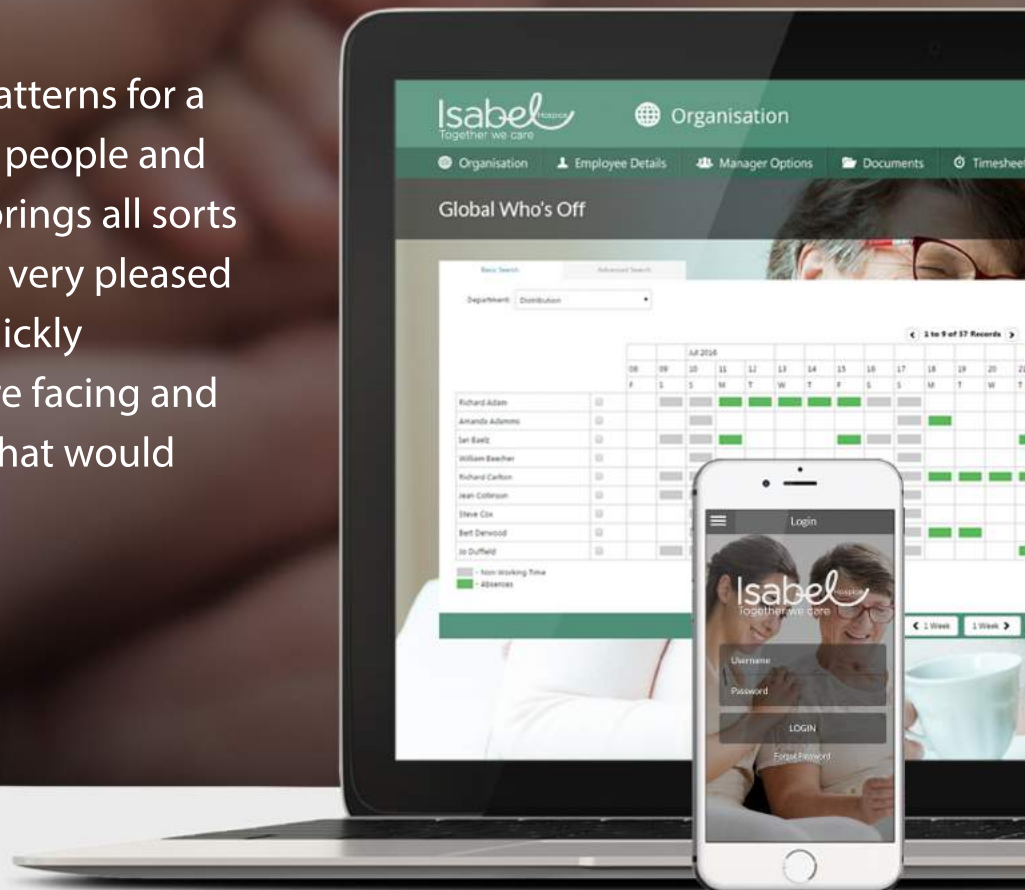 atterns for a
people and
brings all sorts
very pleased
ickly
e facing and
hat would
Isabel Hospice
Together we care
Organisation
Organisation Employee Details Manager Options Documents Timesheet
Global Who's Off
Basic Search Advanced Search
Department: Distribution
1 to 9 of 37 Records
Jul 2016
08 09 10 11 12 13 14 15 16 17 18 19 20 21
F S S M T W T F S S M T W T
Richard Adam
Amanda Adamms
Ian Baelz
William Beecher
Richard Carlton
Jean Collinson
Steve Cox
Bert Derwood
Jo Duffield
- Non Working Time
- Absences
1 Week 1 Week
Login
Isabel Hospice
Together we care
Username
Password
LOGIN
Forgot Password